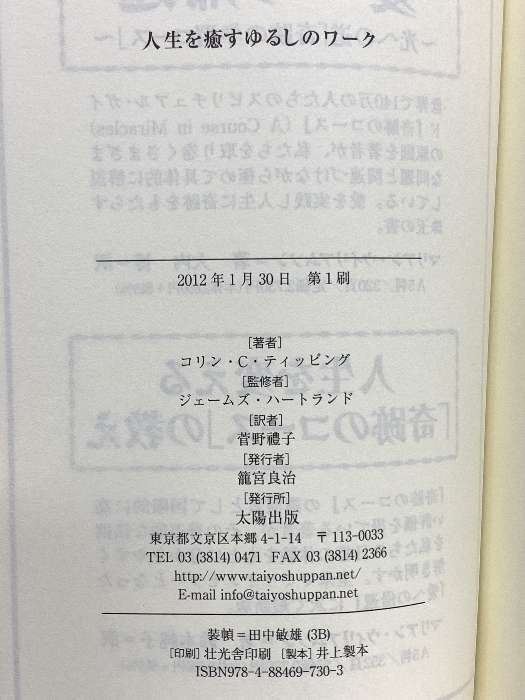 人生を癒すゆるしのワーク
2012年1月30日　第1刷
[著者]
コリン・C・ティッピング
[監修者]
ジェームズ・ハートランド
[訳者]
菅野禮子
[発行者]
籠宮良治
[発行所]
太陽出版
東京都文京区本郷 4-1-14　〒113-0033
TEL 03 (3814) 0471　FAX 03 (3814) 2366
http://www.taiyoshuppan.net/
E-mail info@taiyoshuppan.net
装幀＝田中敏雄 (3B)
[印刷] 壮光舎印刷　[製本] 井上製本
ISBN978-4-88469-730-3